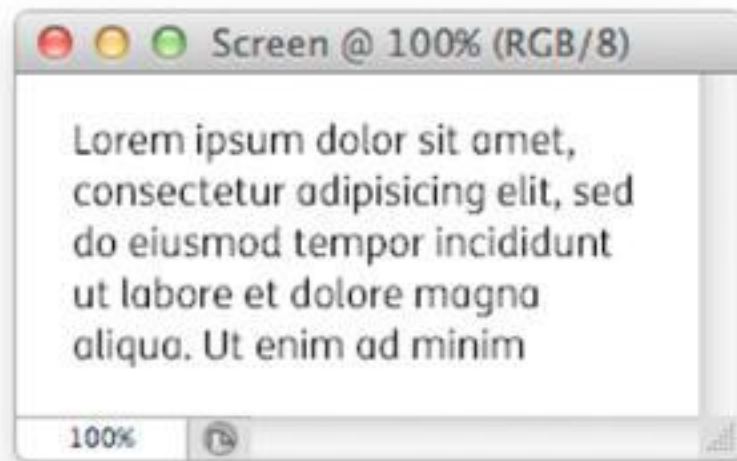 Screen @ 100% (RGB/8)
Lorem ipsum dolor sit amet,
consectetur adipisicing elit, sed
do eiusmod tempor incididunt
ut labore et dolore magna
aliqua. Ut enim ad minim
100%